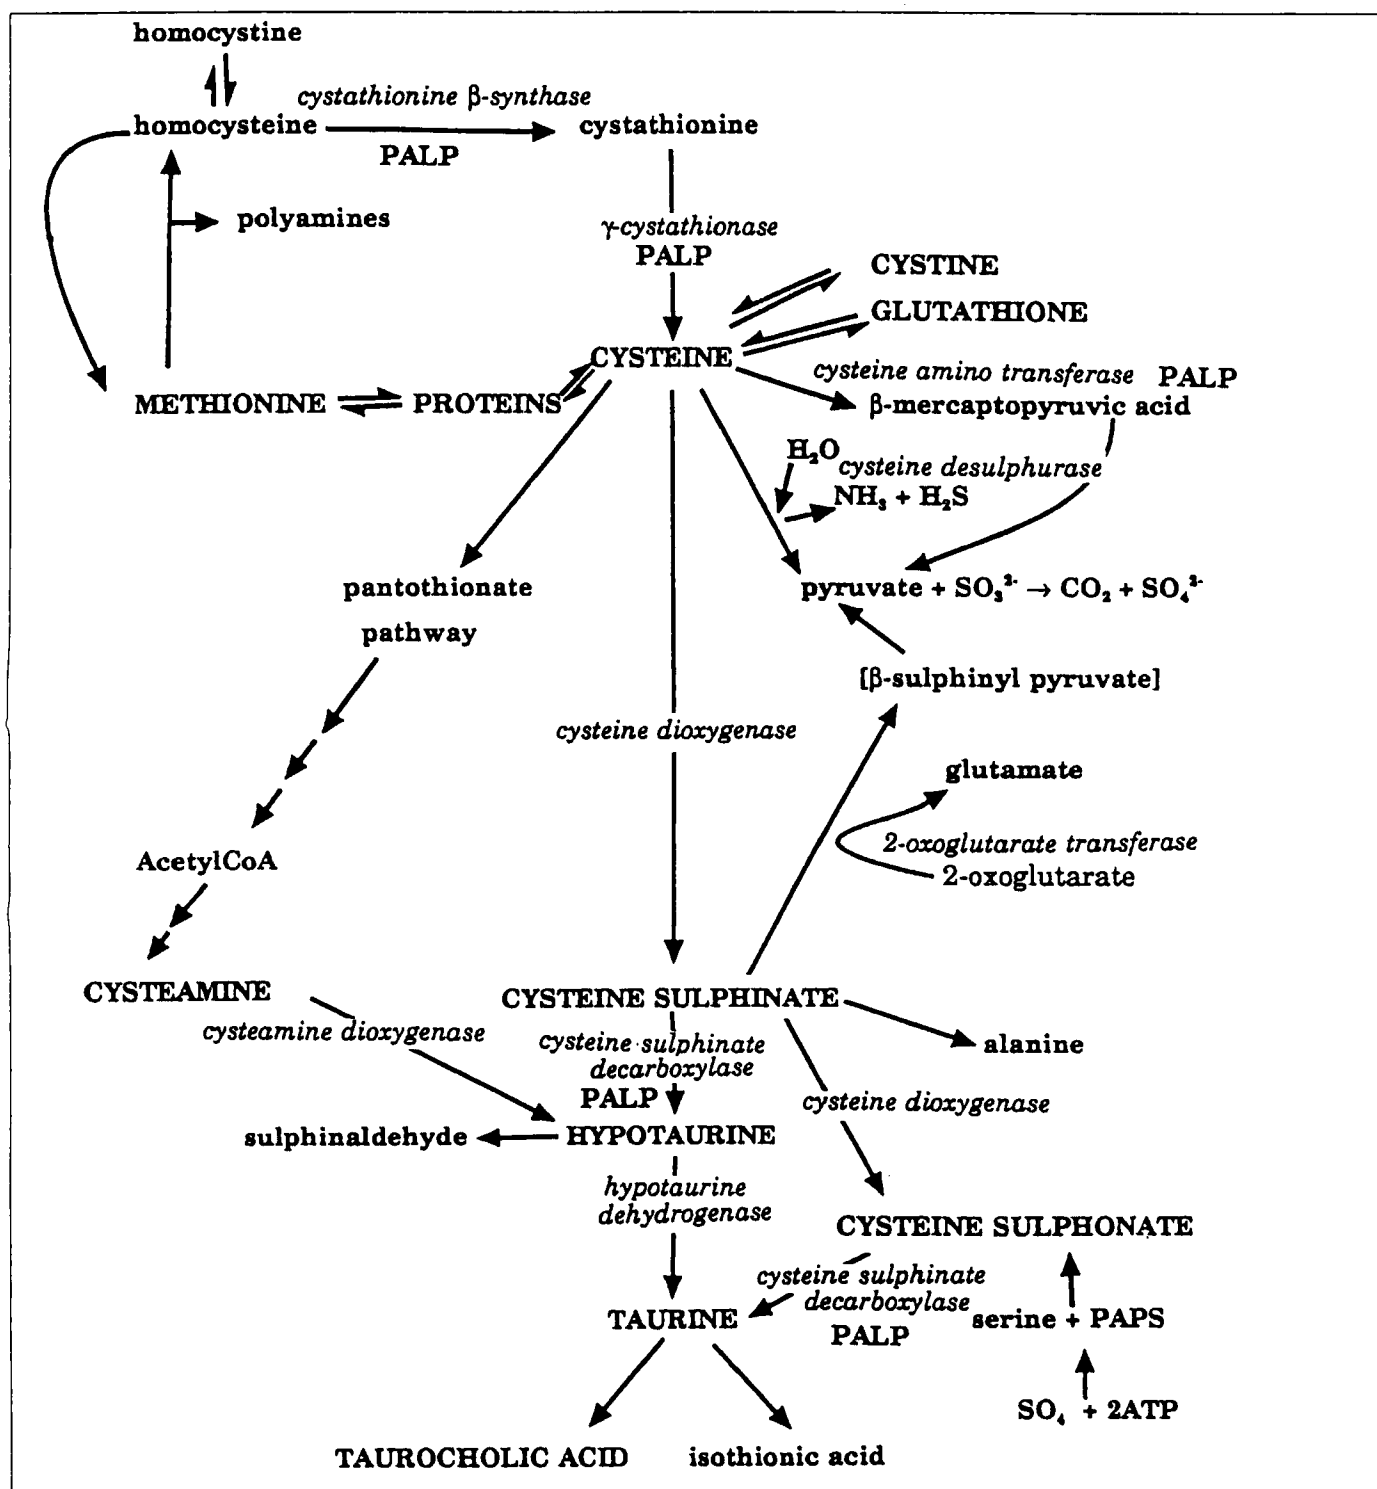 homocystine
cystathionine β-synthase
homocysteine
cystathionine
PALP
polyamines
γ-cystathionase
PALP
CYSTINE
GLUTATHIONE
CYSTEINE
cysteine amino transferase PALP
METHIONINE
PROTEINS
β-mercaptopyruvic acid
H₂O
cysteine desulphurase
NH₃ + H₂S
pantothionate
pathway
pyruvate + SO₃²⁻ → CO₂ + SO₄²⁻
[β-sulphinyl pyruvate]
cysteine dioxygenase
glutamate
2-oxoglutarate transferase
2-oxoglutarate
AcetylCoA
CYSTEAMINE
CYSTEINE SULPHINATE
cysteamine dioxygenase
cysteine sulphinate
decarboxylase
PALP
alanine
cysteine dioxygenase
sulphinaldehyde
HYPOTAURINE
hypotaurine
dehydrogenase
CYSTEINE SULPHONATE
cysteine sulphinate
decarboxylase
PALP
TAURINE
serine + PAPS
SO₄ + 2ATP
TAUROCHOLIC ACID
isothionic acid